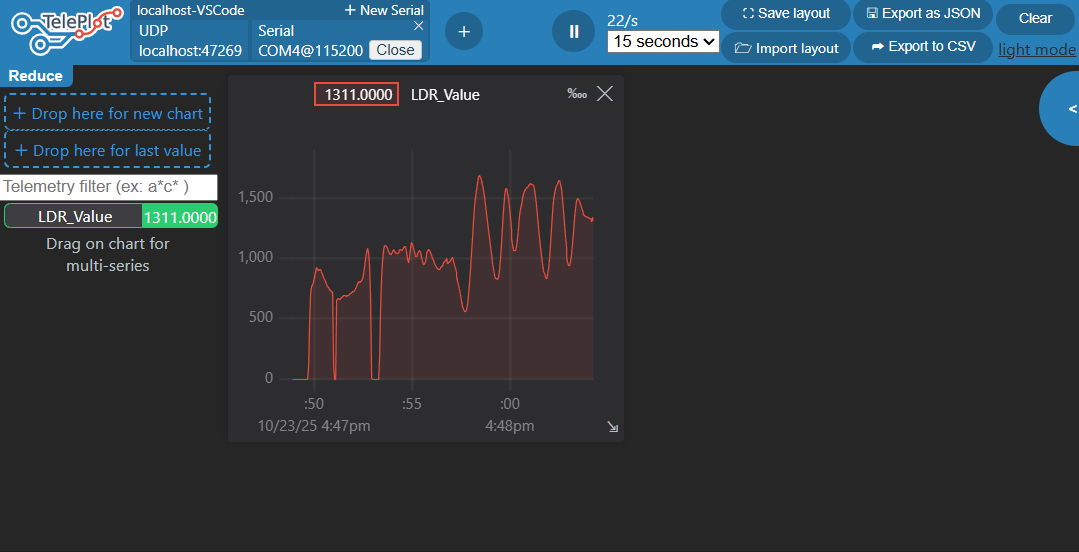 TelePlot
localhost-VSCode
+ New Serial
UDP
localhost:47269
Serial
COM4@115200
Close
+
22/s
15 seconds
Save layout
Import layout
Export as JSON
Export to CSV
Clear
light mode
Reduce
+ Drop here for new chart
+ Drop here for last value
Telemetry filter (ex: a*c* )
LDR_Value 1311.0000
Drag on chart for
multi-series
1311.0000 LDR_Value
‱
1,500
1,000
500
0
:50 :55 :00
10/23/25 4:47pm 4:48pm
<